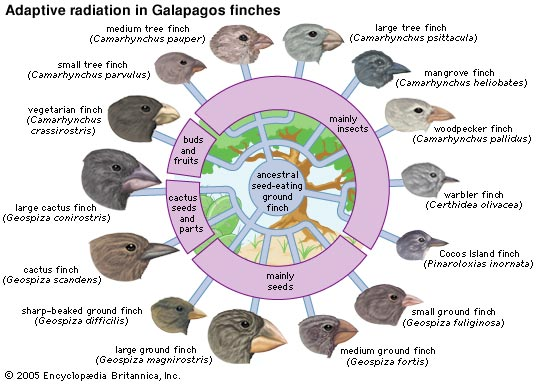 Adaptive radiation in Galapagos finches
medium tree finch
(Camarhynchus pauper)
large tree finch
(Camarhynchus psittacula)
small tree finch
(Camarhynchus parvulus)
mangrove finch
(Camarhynchus heliobates)
vegetarian finch
(Camarhynchus
crassirostris)
woodpecker finch
(Camarhynchus pallidus)
mainly
insects
buds
and
fruits
ancestral
seed-eating
ground
finch
warbler finch
(Certhidea olivacea)
large cactus finch
(Geospiza conirostris)
cactus
seeds
and
parts
Cocos Island finch
(Pinaroloxias inornata)
cactus finch
(Geospiza scandens)
mainly
seeds
sharp-beaked ground finch
(Geospiza difficilis)
small ground finch
(Geospiza fuliginosa)
large ground finch
(Geospiza magnirostris)
medium ground finch
(Geospiza fortis)
© 2005 Encyclopædia Britannica, Inc.